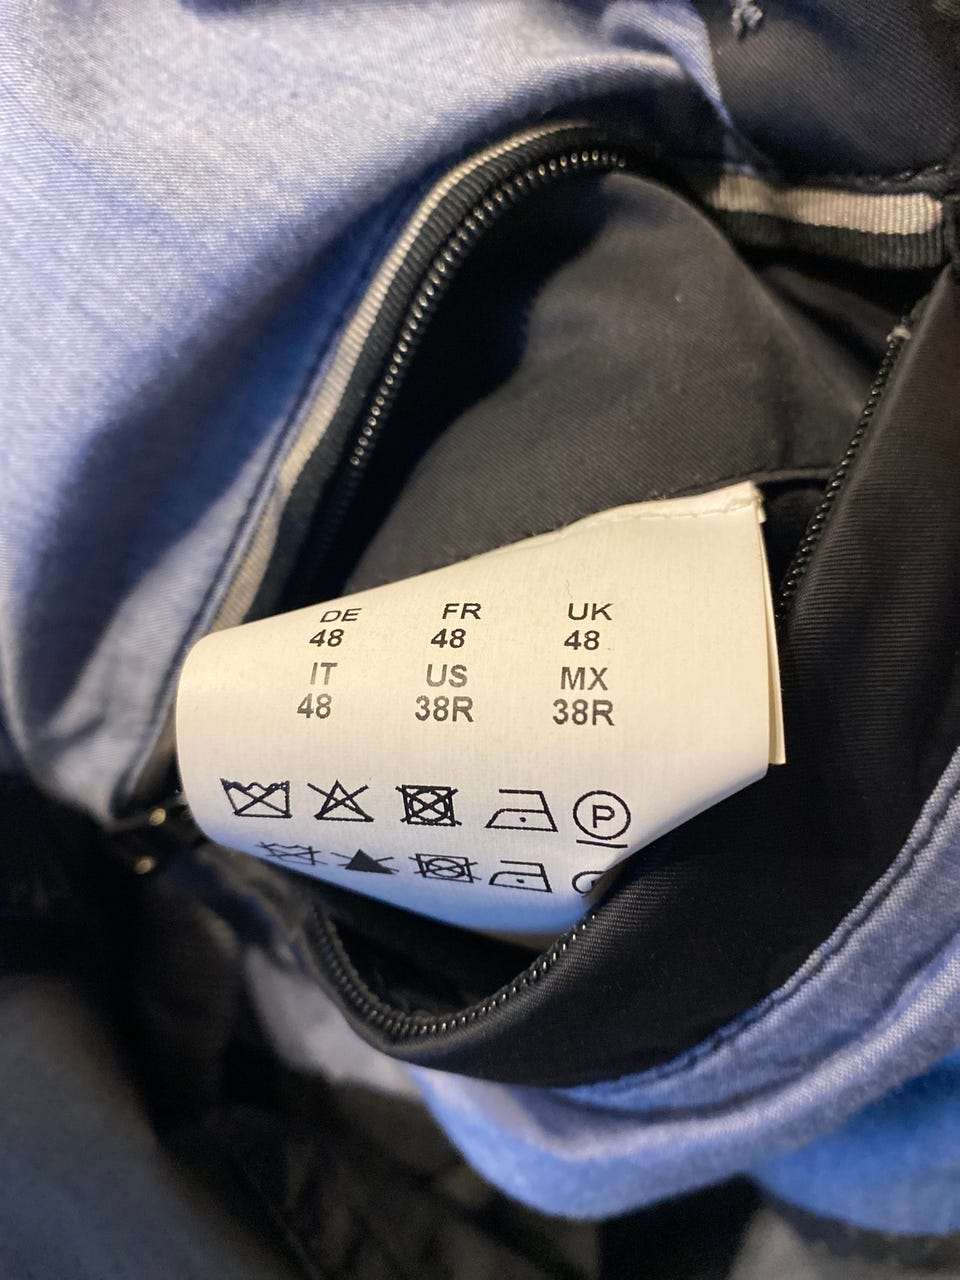 DE FR UK
48 48 48
IT US MX
48 38R 38R
P